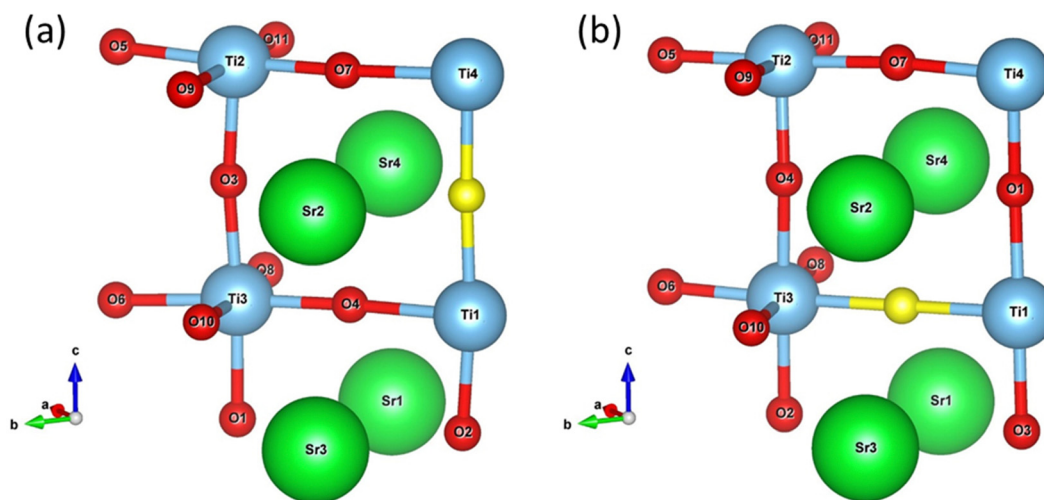 (a)
O5
O11
Ti2
O9
O7
Ti4
Sr4
O3
Sr2
O8
O6
Ti3
O4
Ti1
O10
Sr1
O1
O2
Sr3
c
a
b
(b)
O5
O11
Ti2
O9
O7
Ti4
Sr4
O4
O1
Sr2
O8
O6
Ti3
Ti1
O10
Sr1
O2
O3
Sr3
c
a
b